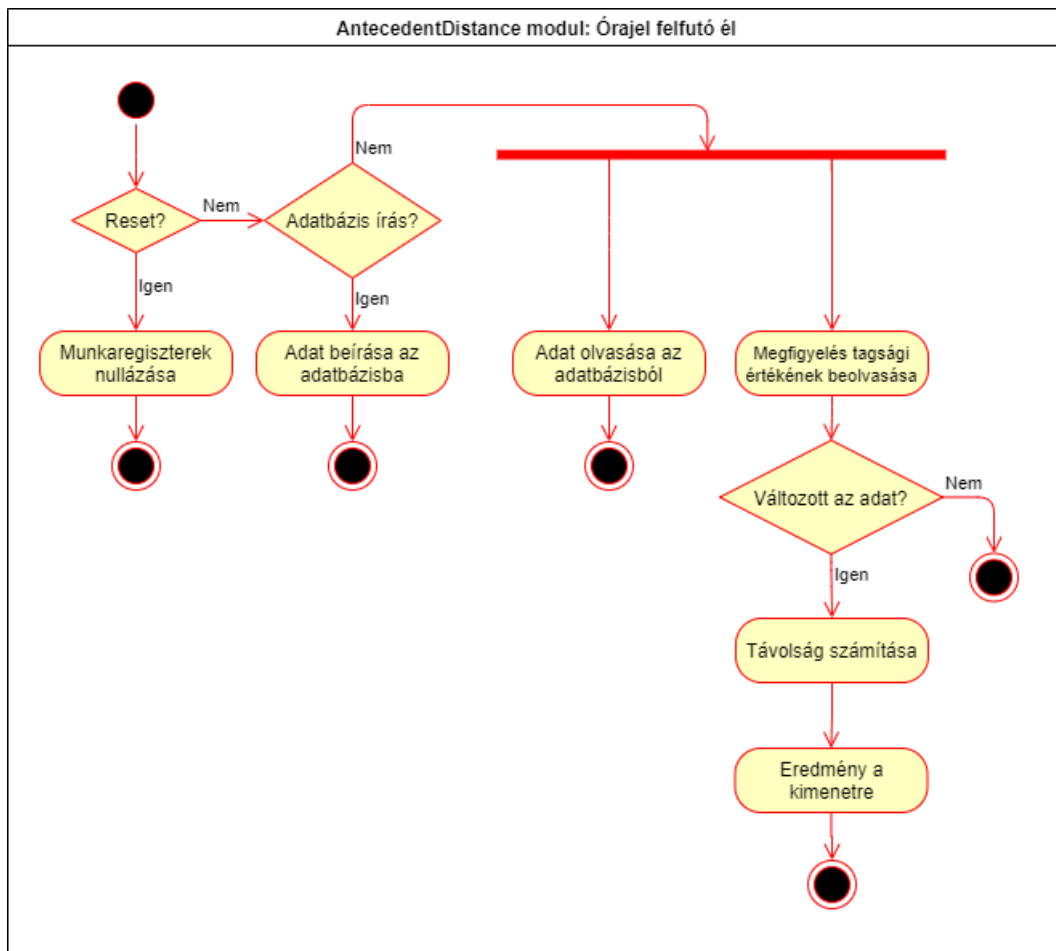 AntecedentDistance modul: Órajel felfutó él
Nem
Reset?
Nem
Adatbázis írás?
Igen
Igen
Munkaregiszterek
nullázása
Adat beírása az
adatbázisba
Adat olvasása az
adatbázisból
Megfigyelés tagsági
értékének beolvasása
Változott az adat?
Nem
Igen
Távolság számítása
Eredmény a
kimenetre